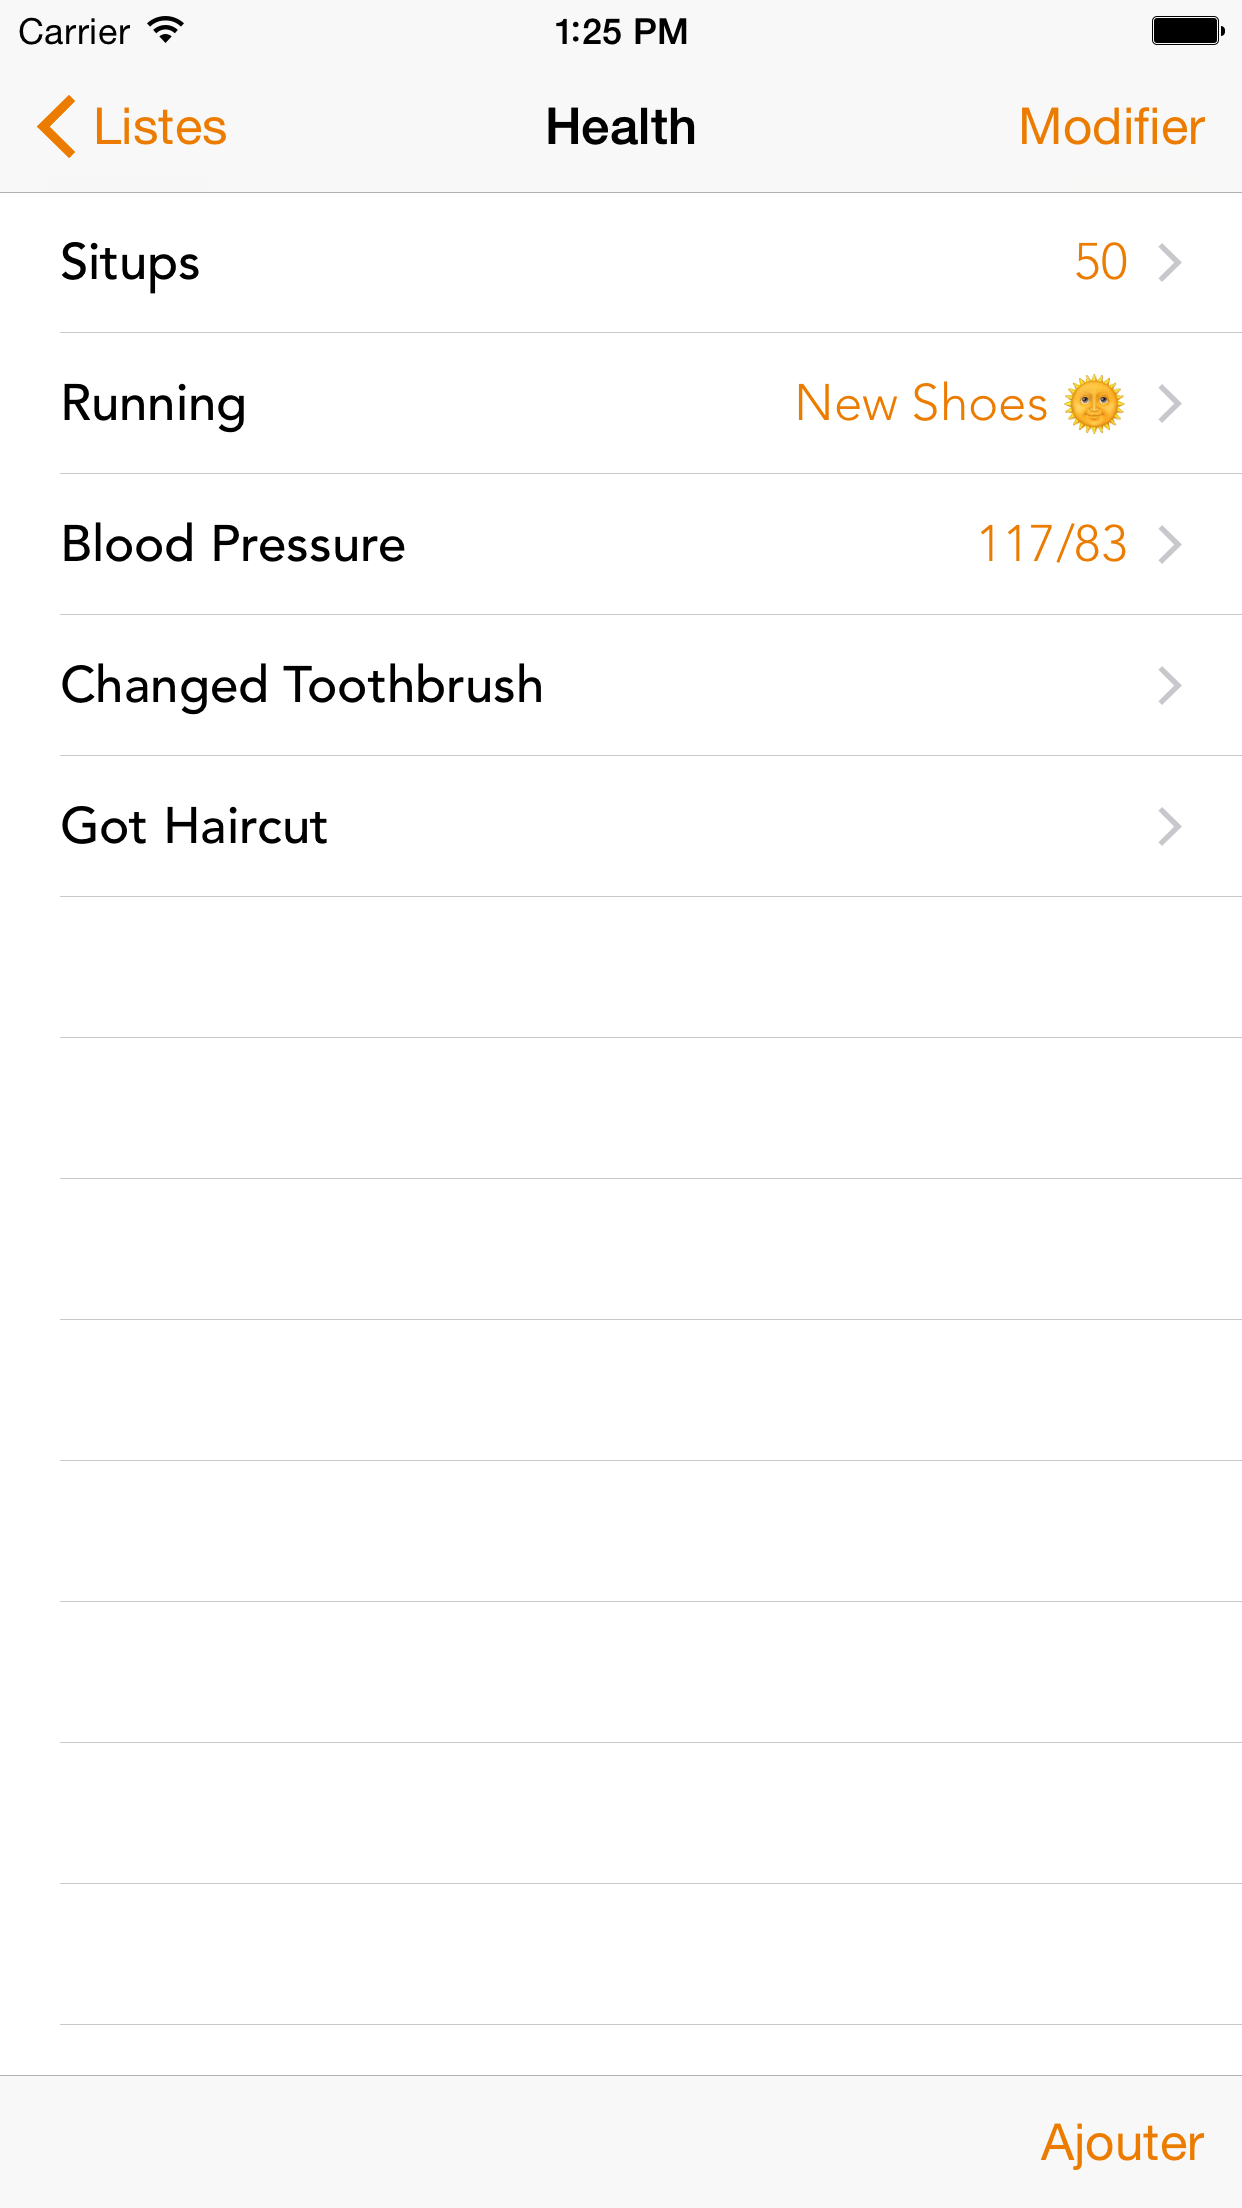 Carrier 1:25 PM
Listes Health Modifier
Situps 50
Running New Shoes 🌞
Blood Pressure 117/83
Changed Toothbrush
Got Haircut
Ajouter